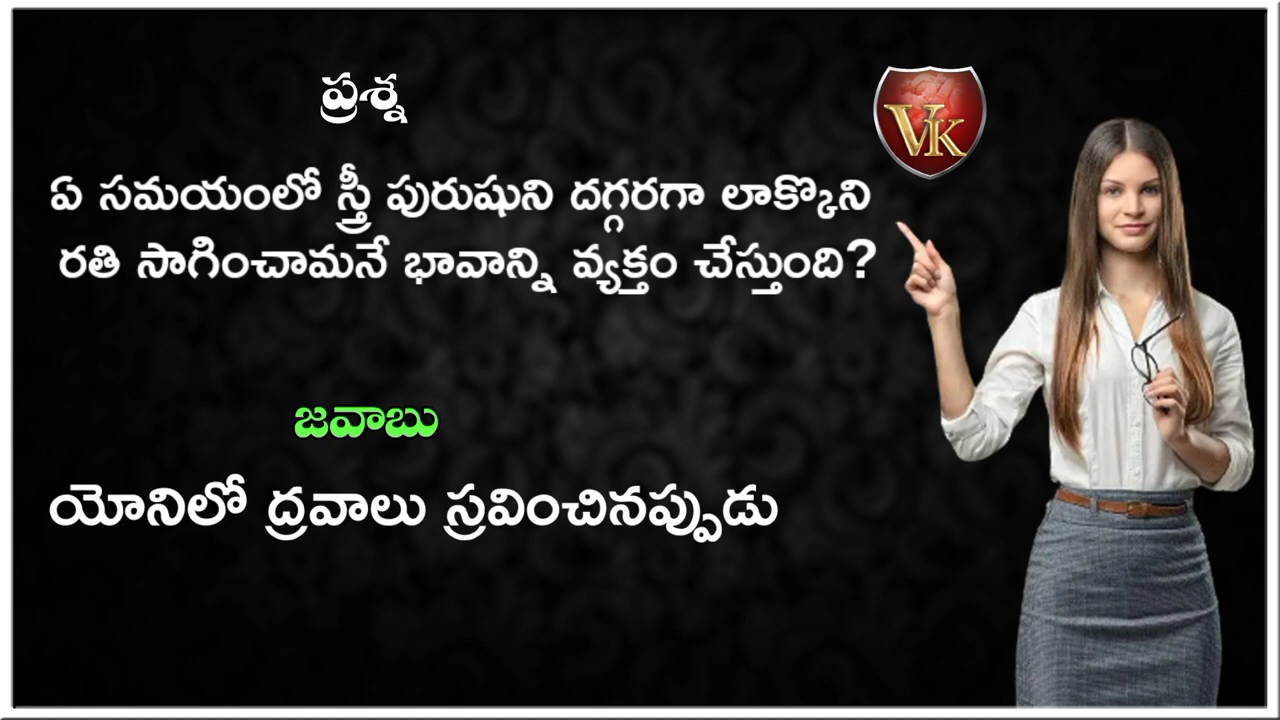 ప్రశ్న
VK
ఏ సమయంలో స్త్రీ పురుషుని దగ్గరగా లాక్కొని
రతి సాగించామనే భావాన్ని వ్యక్తం చేస్తుంది?
జవాబు
యోనిలో ద్రవాలు స్రవించినప్పుడు